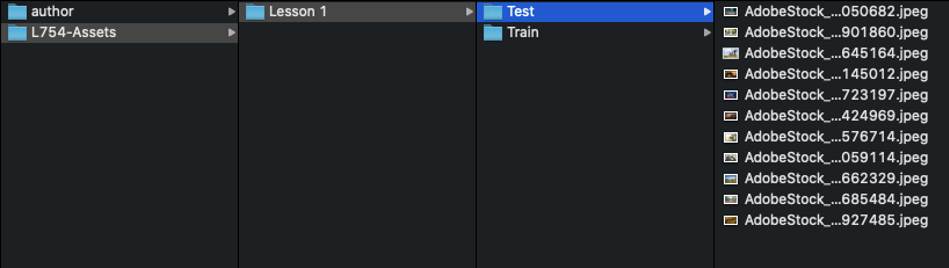 author
L754-Assets
Lesson 1
Test
Train
AdobeStock_...050682.jpeg
AdobeStock_...901860.jpeg
AdobeStock_...645164.jpeg
AdobeStock_...145012.jpeg
AdobeStock_...723197.jpeg
AdobeStock_...424969.jpeg
AdobeStock_...576714.jpeg
AdobeStock_...059114.jpeg
AdobeStock_...662329.jpeg
AdobeStock_...685484.jpeg
AdobeStock_...927485.jpeg